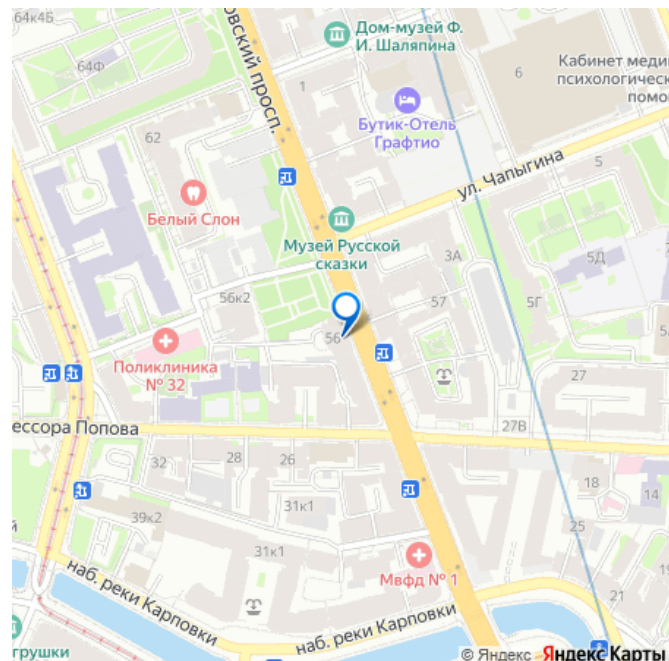 64к4Б
64Ф
овский просп.
Дом-музей Ф.
И. Шаляпина
6
Кабинет меди
психологическ
помо
1
Бутик-Отель
Графтио
62
ул. Чапыгина
5
Белый Слон
Музей Русской
сказки
3А
5Д
56к2
57
5Г
56
5
Поликлиника
№ 32
27
ессора Попова
27В
32
28
26
18
14
39к2
31к1
25
31к1
21
19
наб. реки Карповки
Мвфд № 1
наб. реки Карповки
грушки
© Яндекс Яндекс Карты